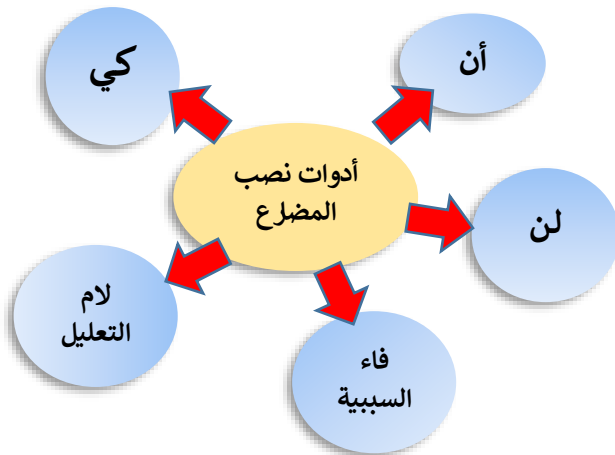 أدوات نصب
المضارع
أن
لن
فاء
السببية
لام
التعليل
كي